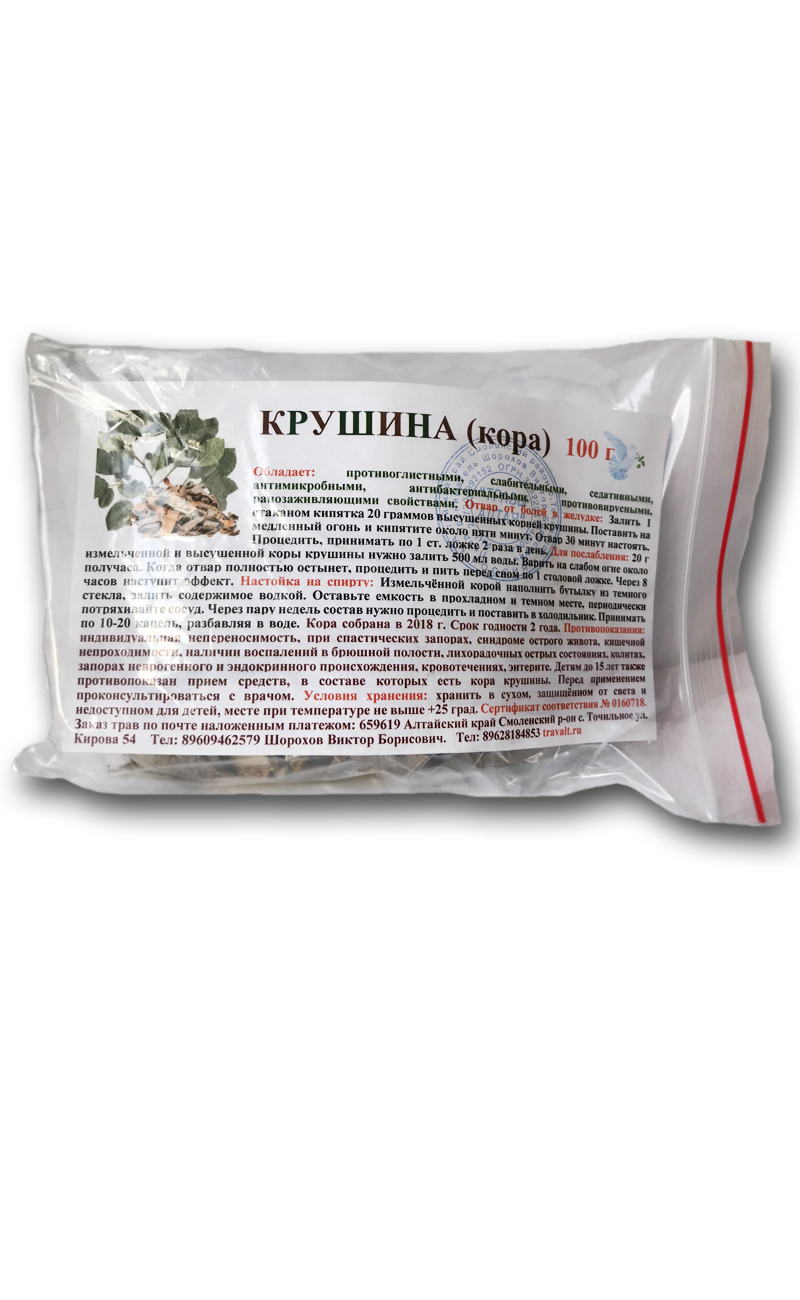 КРУШИНА (кора) 100 г
Обладает: противоглистными, слабительными, седативными,
антимикробными, антибактериальными, противовирусными,
ранозаживляющими свойствами. Отвар от болей в желудке: Залить 1
стаканом кипятка 20 граммов высушенных корней крушины. Поставить на
медленный огонь и кипятите около пяти минут. Отвар 30 минут настоять.
Процедить, принимать по 1 ст. ложке 2 раза в день. Для послабления: 20 г
измельченной и высушенной коры крушины нужно залить 500 мл воды. Варить на слабом огне около
получаса. Когда отвар полностью остынет, процедить и пить перед сном по 1 столовой ложке. Через 8
часов наступит эффект. Настойка на спирту: Измельчённой корой наполнить бутылку из темного
стекла, залить содержимое водкой. Оставьте емкость в прохладном и темном месте, периодически
потряхивайте сосуд. Через пару недель состав нужно процедить и поставить в холодильник. Принимать
по 10-20 капель, разбавляя в воде. Кора собрана в 2018 г. Срок годности 2 года. Противопоказания:
индивидуальная непереносимость, при спастических запорах, синдроме острого живота, кишечной
непроходимости, наличии воспалений в брюшной полости, лихорадочных острых состояниях, колитах,
запорах неврогенного и эндокринного происхождения, кровотечениях, энтерите. Детям до 15 лет также
противопоказан прием средств, в составе которых есть кора крушины. Перед применением
проконсультироваться с врачом. Условия хранения: хранить в сухом, защищённом от света и
недоступном для детей, месте при температуре не выше +25 град. Сертификат соответствия № 0160718.
Заказ трав по почте наложенным платежом: 659619 Алтайский край Смоленский р-он с. Точильное ул.
Кирова 54 Тел: 89609462579 Шорохов Виктор Борисович. Тел: 89628184853 travalt.ru